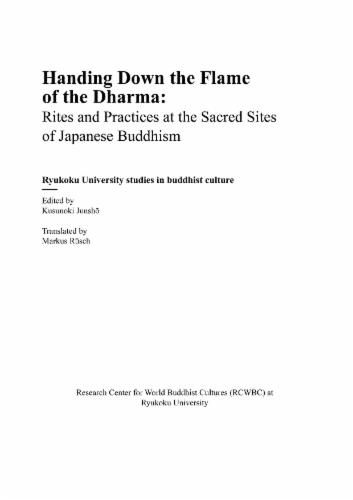 Handing Down the Flame
of the Dharma:
Rites and Practices at the Sacred Sites
of Japanese Buddhism
Ryukoku University studies in buddhist culture
Edited by
Kusunoki Junshō
Translated by
Markus Rüsch
Research Center for World Buddhist Cultures (RCWBC) at
Ryukoku University